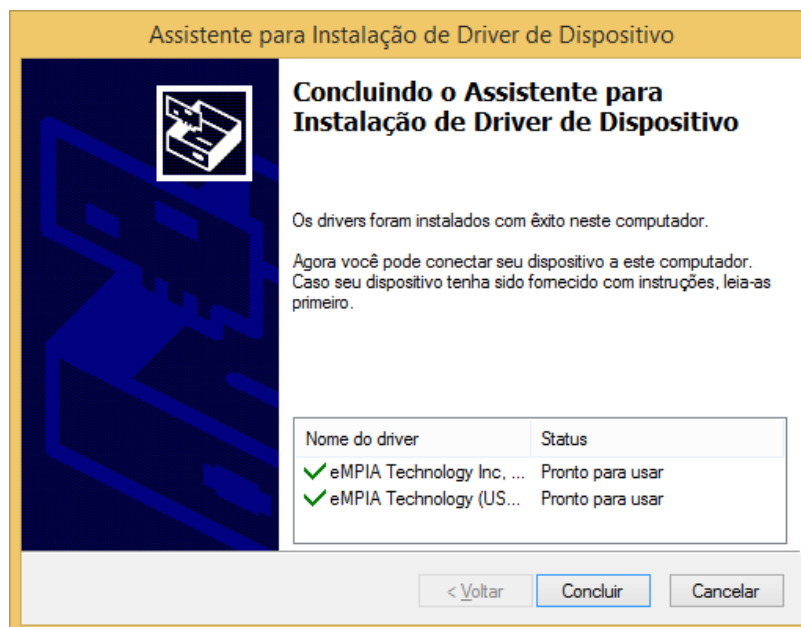 Assistente para Instalação de Driver de Dispositivo
Concluindo o Assistente para
Instalação de Driver de Dispositivo
Os drivers foram instalados com êxito neste computador.
Agora você pode conectar seu dispositivo a este computador.
Caso seu dispositivo tenha sido fornecido com instruções, leia-as
primeiro.
Nome do driver Status
eMPIA Technology Inc, ... Pronto para usar
eMPIA Technology (US... Pronto para usar
< Voltar Concluir Cancelar